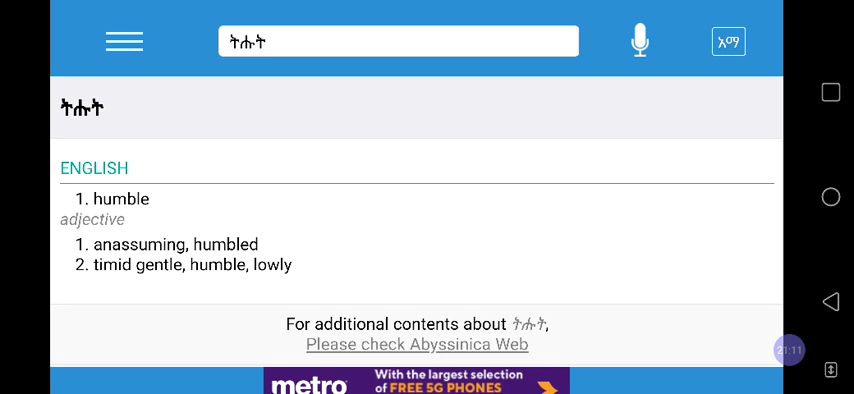 ትሑት
አማ
ትሑት
ENGLISH
1. humble
adjective
1. anassuming, humbled
2. timid gentle, humble, lowly
For additional contents about ትሑት,
Please check Abyssinica Web
metro
With the largest selection
of FREE 5G PHONES
21:11